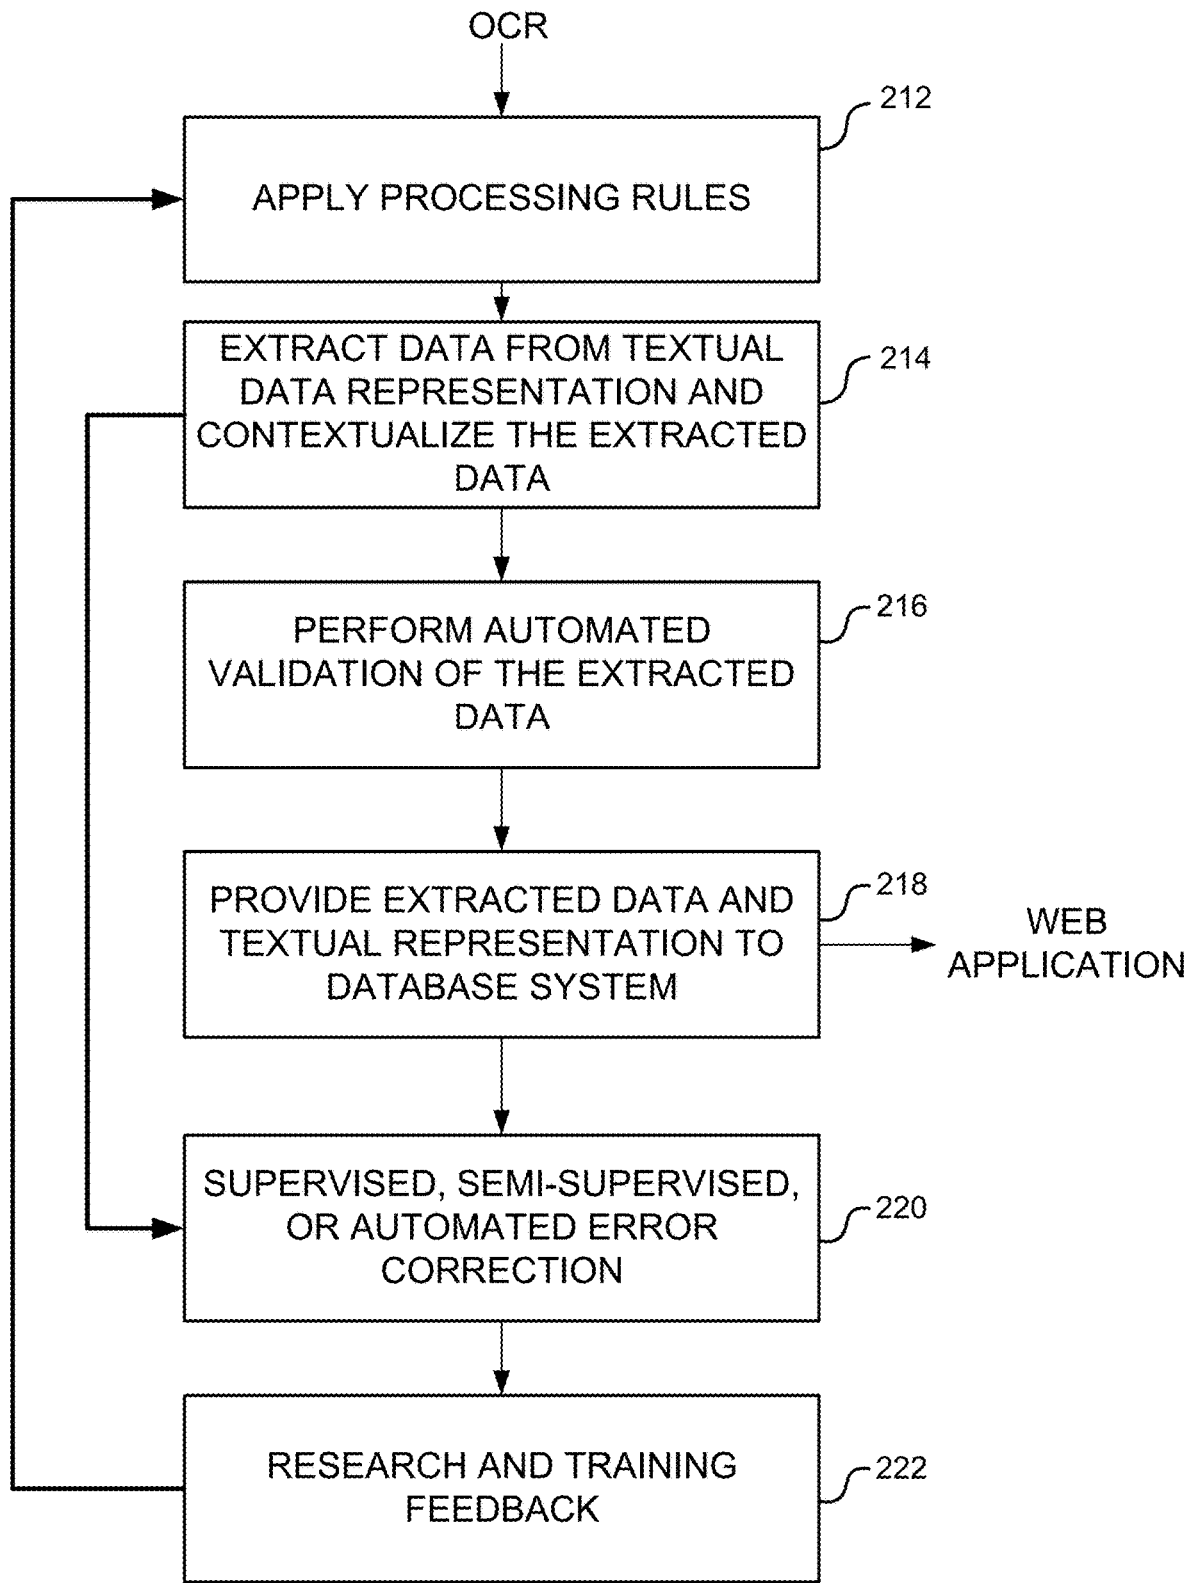 OCR
212
APPLY PROCESSING RULES
EXTRACT DATA FROM TEXTUAL
DATA REPRESENTATION AND
CONTEXTUALIZE THE EXTRACTED
DATA
214
PERFORM AUTOMATED
VALIDATION OF THE EXTRACTED
DATA
216
PROVIDE EXTRACTED DATA AND
TEXTUAL REPRESENTATION TO
DATABASE SYSTEM
218
WEB
APPLICATION
SUPERVISED, SEMI-SUPERVISED,
OR AUTOMATED ERROR
CORRECTION
220
RESEARCH AND TRAINING
FEEDBACK
222